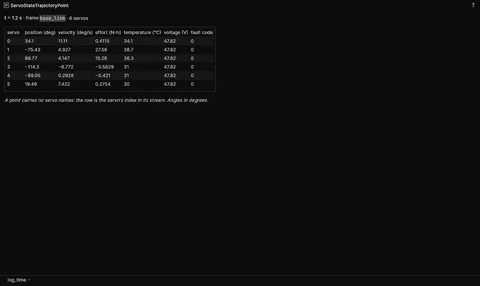 ServoStateTrajectoryPoint ?
t = 1.2 s · frame base_link · 6 servos
servo position (deg) velocity (deg/s) effort (N·m) temperature (°C) voltage (V) fault code
0 34.1 11.11 0.4115 34.1 47.82 0
1 −75.43 4.927 27.58 38.7 47.82 0
2 99.77 4.147 15.28 36.3 47.82 0
3 −114.3 −8.772 −0.5629 31 47.82 0
4 −88.05 0.2928 −0.421 31 47.82 0
5 19.49 7.422 0.2754 30 47.82 0
A point carries no servo names: the row is the servo's index in its stream. Angles in degrees.
log_time